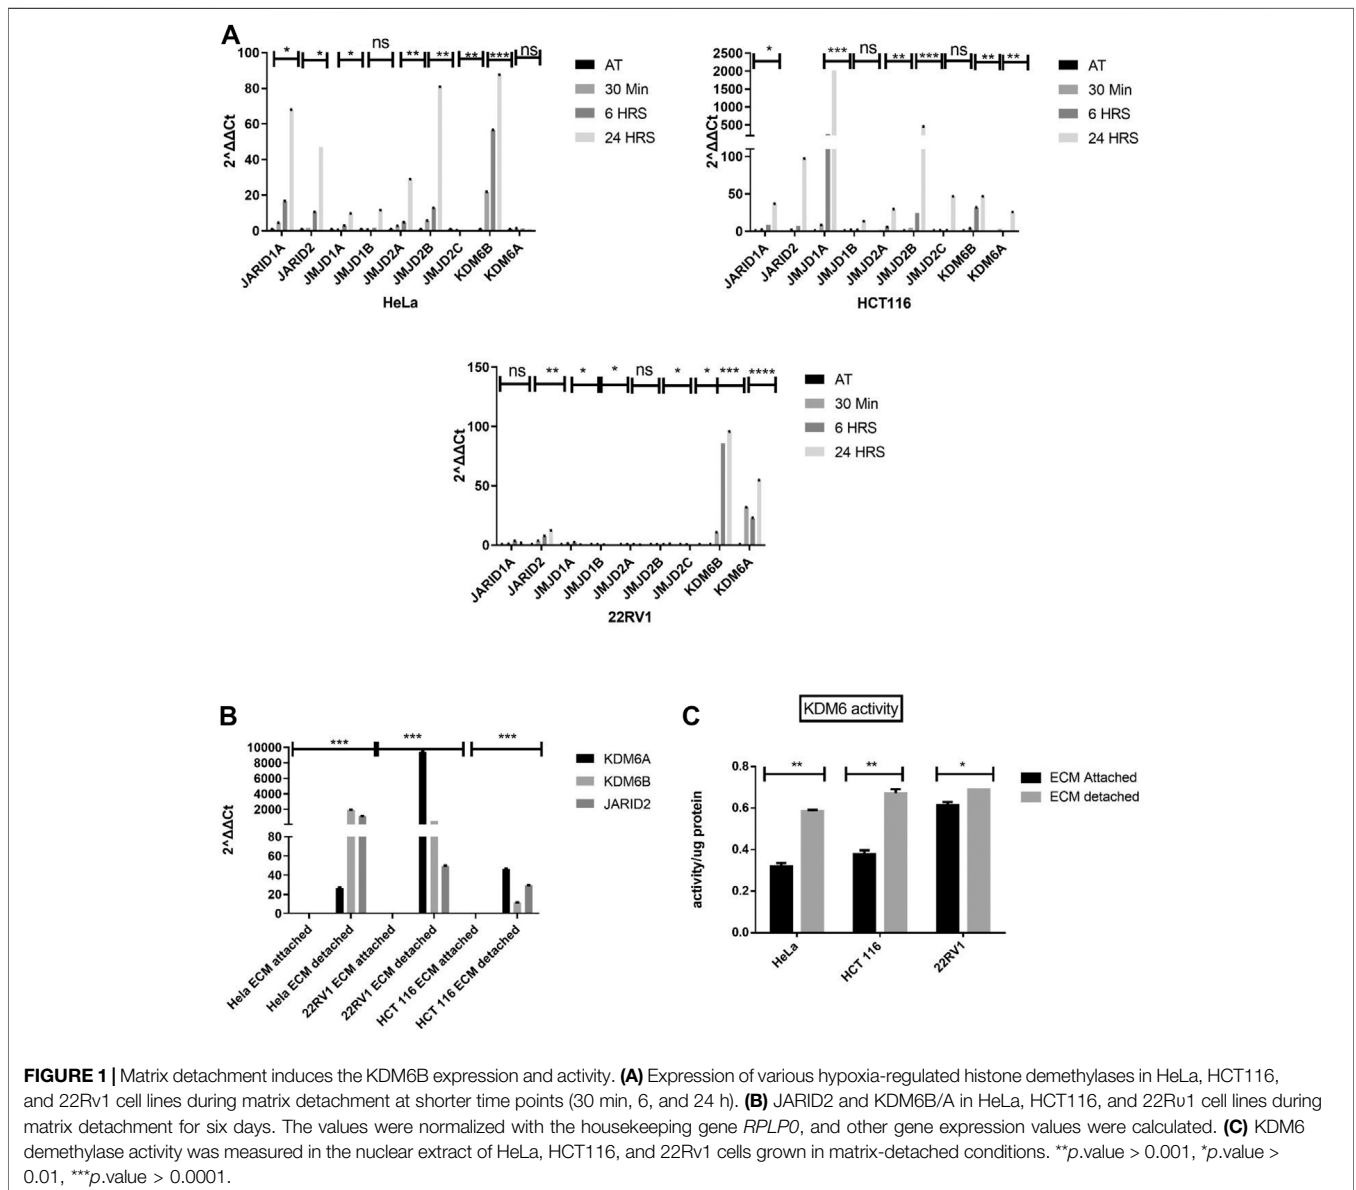 A
100
80
60
40
20
0
2^ΔΔCt
* * * ns ** ** ** *** ns
AT
30 Min
6 HRS
24 HRS
JARID1A
JARID2
JMJD1A
JMJD1B
JMJD2A
JMJD2B
JMJD2C
KDM6B
KDM6A
HeLa
2500
2000
1500
1000
500
100
50
0
2^ΔΔCt
* *** ns ** *** ns ** **
AT
30 Min
6 HRS
24 HRS
JARID1A
JARID2
JMJD1A
JMJD1B
JMJD2A
JMJD2B
JMJD2C
KDM6B
KDM6A
HCT116
150
100
50
0
2^ΔΔCt
ns ** * * ns * * *** ****
AT
30 Min
6 HRS
24 HRS
JARID1A
JARID2
JMJD1A
JMJD1B
JMJD2A
JMJD2B
JMJD2C
KDM6B
KDM6A
22RV1
B
10000
8000
6000
4000
2000
80
60
40
20
0
2^ΔΔCt
*** *** ***
KDM6A
KDM6B
JARID2
Hela ECM attached
Hela ECM detached
22RV1 ECM attached
22RV1 ECM detached
HCT 116 ECM attached
HCT 116 ECM detached
C
KDM6 activity
0.8
0.6
0.4
0.2
0.0
activity/ug protein
** ** *
ECM Attached
ECM detached
HeLa
HCT 116
22RV1
FIGURE 1 | Matrix detachment induces the KDM6B expression and activity. (A) Expression of various hypoxia-regulated histone demethylases in HeLa, HCT116,
and 22Rv1 cell lines during matrix detachment at shorter time points (30 min, 6, and 24 h). (B) JARID2 and KDM6B/A in HeLa, HCT116, and 22Rυ1 cell lines during
matrix detachment for six days. The values were normalized with the housekeeping gene RPLP0, and other gene expression values were calculated. (C) KDM6
demethylase activity was measured in the nuclear extract of HeLa, HCT116, and 22Rv1 cells grown in matrix-detached conditions. **p.value > 0.001, *p.value >
0.01, ***p.value > 0.0001.